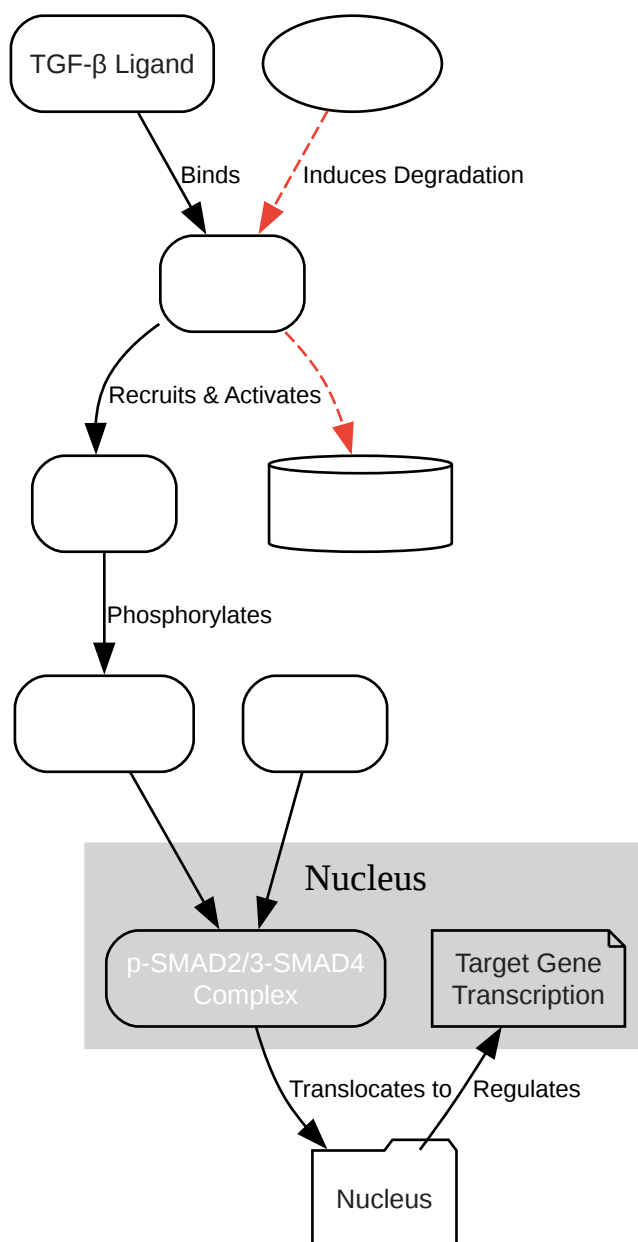 TGF-β Ligand
Binds
Induces Degradation
Recruits & Activates
Phosphorylates
Nucleus
p-SMAD2/3-SMAD4
Complex
Target Gene
Transcription
Translocates to
Regulates
Nucleus